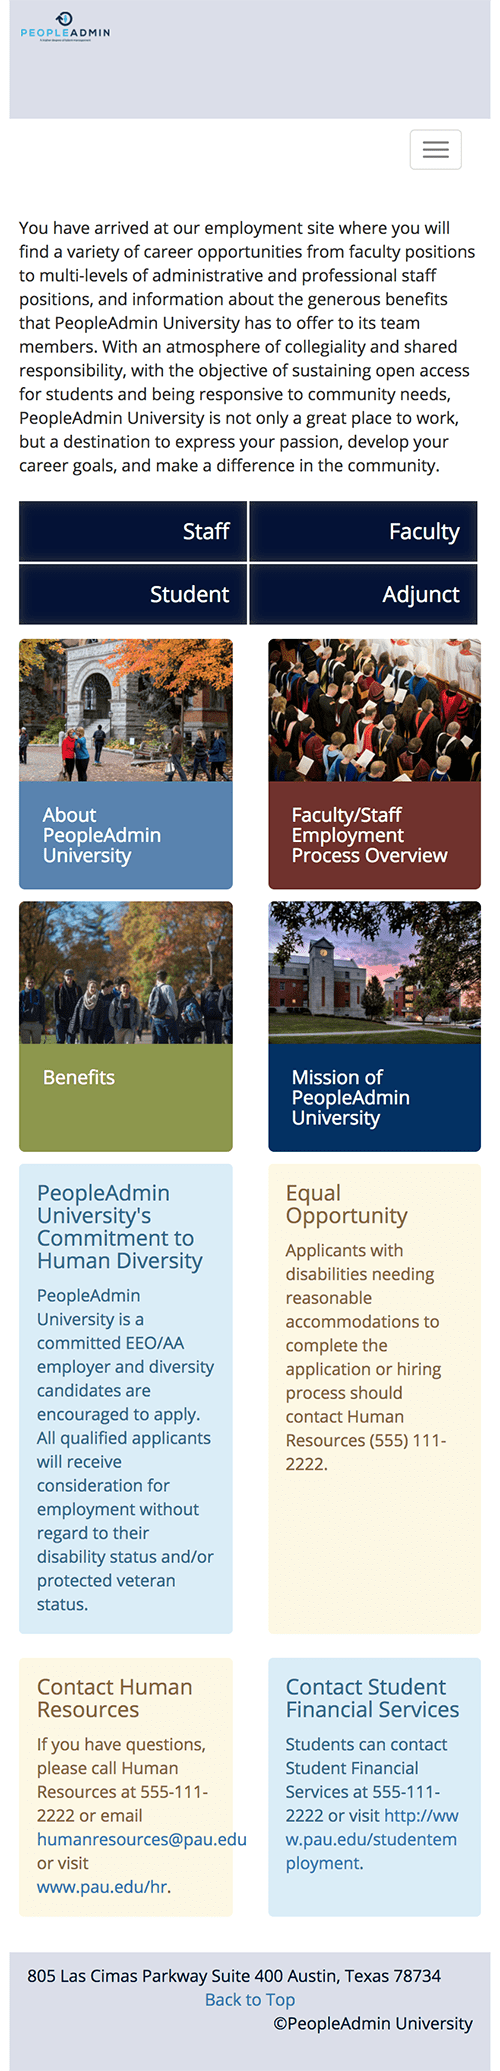 PEOPLEADMIN
You have arrived at our employment site where you will
find a variety of career opportunities from faculty positions
to multi-levels of administrative and professional staff
positions, and information about the generous benefits
that PeopleAdmin University has to offer to its team
members. With an atmosphere of collegiality and shared
responsibility, with the objective of sustaining open access
for students and being responsive to community needs,
PeopleAdmin University is not only a great place to work,
but a destination to express your passion, develop your
career goals, and make a difference in the community.
Staff
Faculty
Student
Adjunct
About
PeopleAdmin
University
Faculty/Staff
Employment
Process Overview
Benefits
Mission of
PeopleAdmin
University
PeopleAdmin
University's
Commitment to
Human Diversity
PeopleAdmin
University is a
committed EEO/AA
employer and diversity
candidates are
encouraged to apply.
All qualified applicants
will receive
consideration for
employment without
regard to their
disability status and/or
protected veteran
status.
Equal
Opportunity
Applicants with
disabilities needing
reasonable
accommodations to
complete the
application or hiring
process should
contact Human
Resources (555) 111-
2222.
Contact Human
Resources
If you have questions,
please call Human
Resources at 555-111-
2222 or email
humanresources@pau.edu
or visit
www.pau.edu/hr.
Contact Student
Financial Services
Students can contact
Student Financial
Services at 555-111-
2222 or visit http://ww
w.pau.edu/studentem
ployment.
805 Las Cimas Parkway Suite 400 Austin, Texas 78734
Back to Top
©PeopleAdmin University